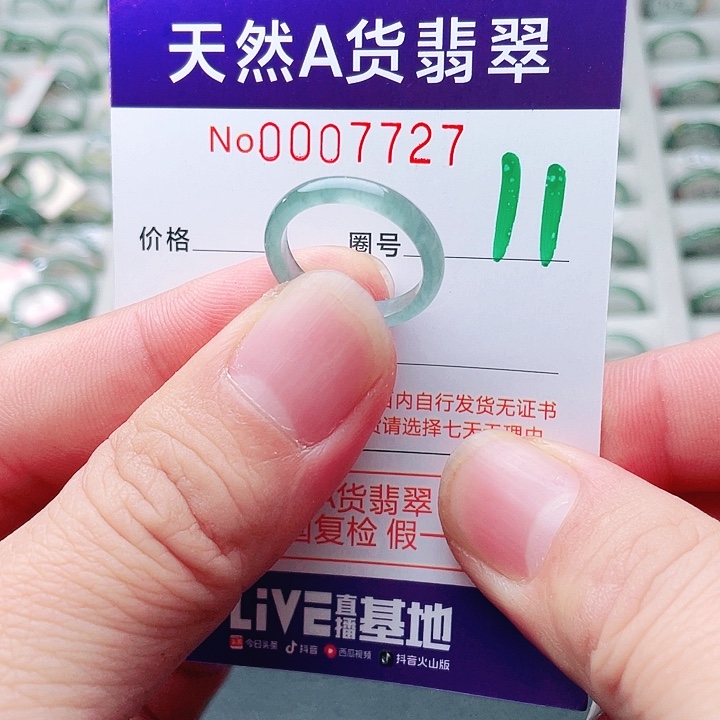 天然A货翡翠
No0007727
价格 圈号 11
内自行发货无证书
请选择七天无理由
货翡翠
复检 假一
LiVE直播基地
今日头条 抖音 西瓜视频 抖音火山版